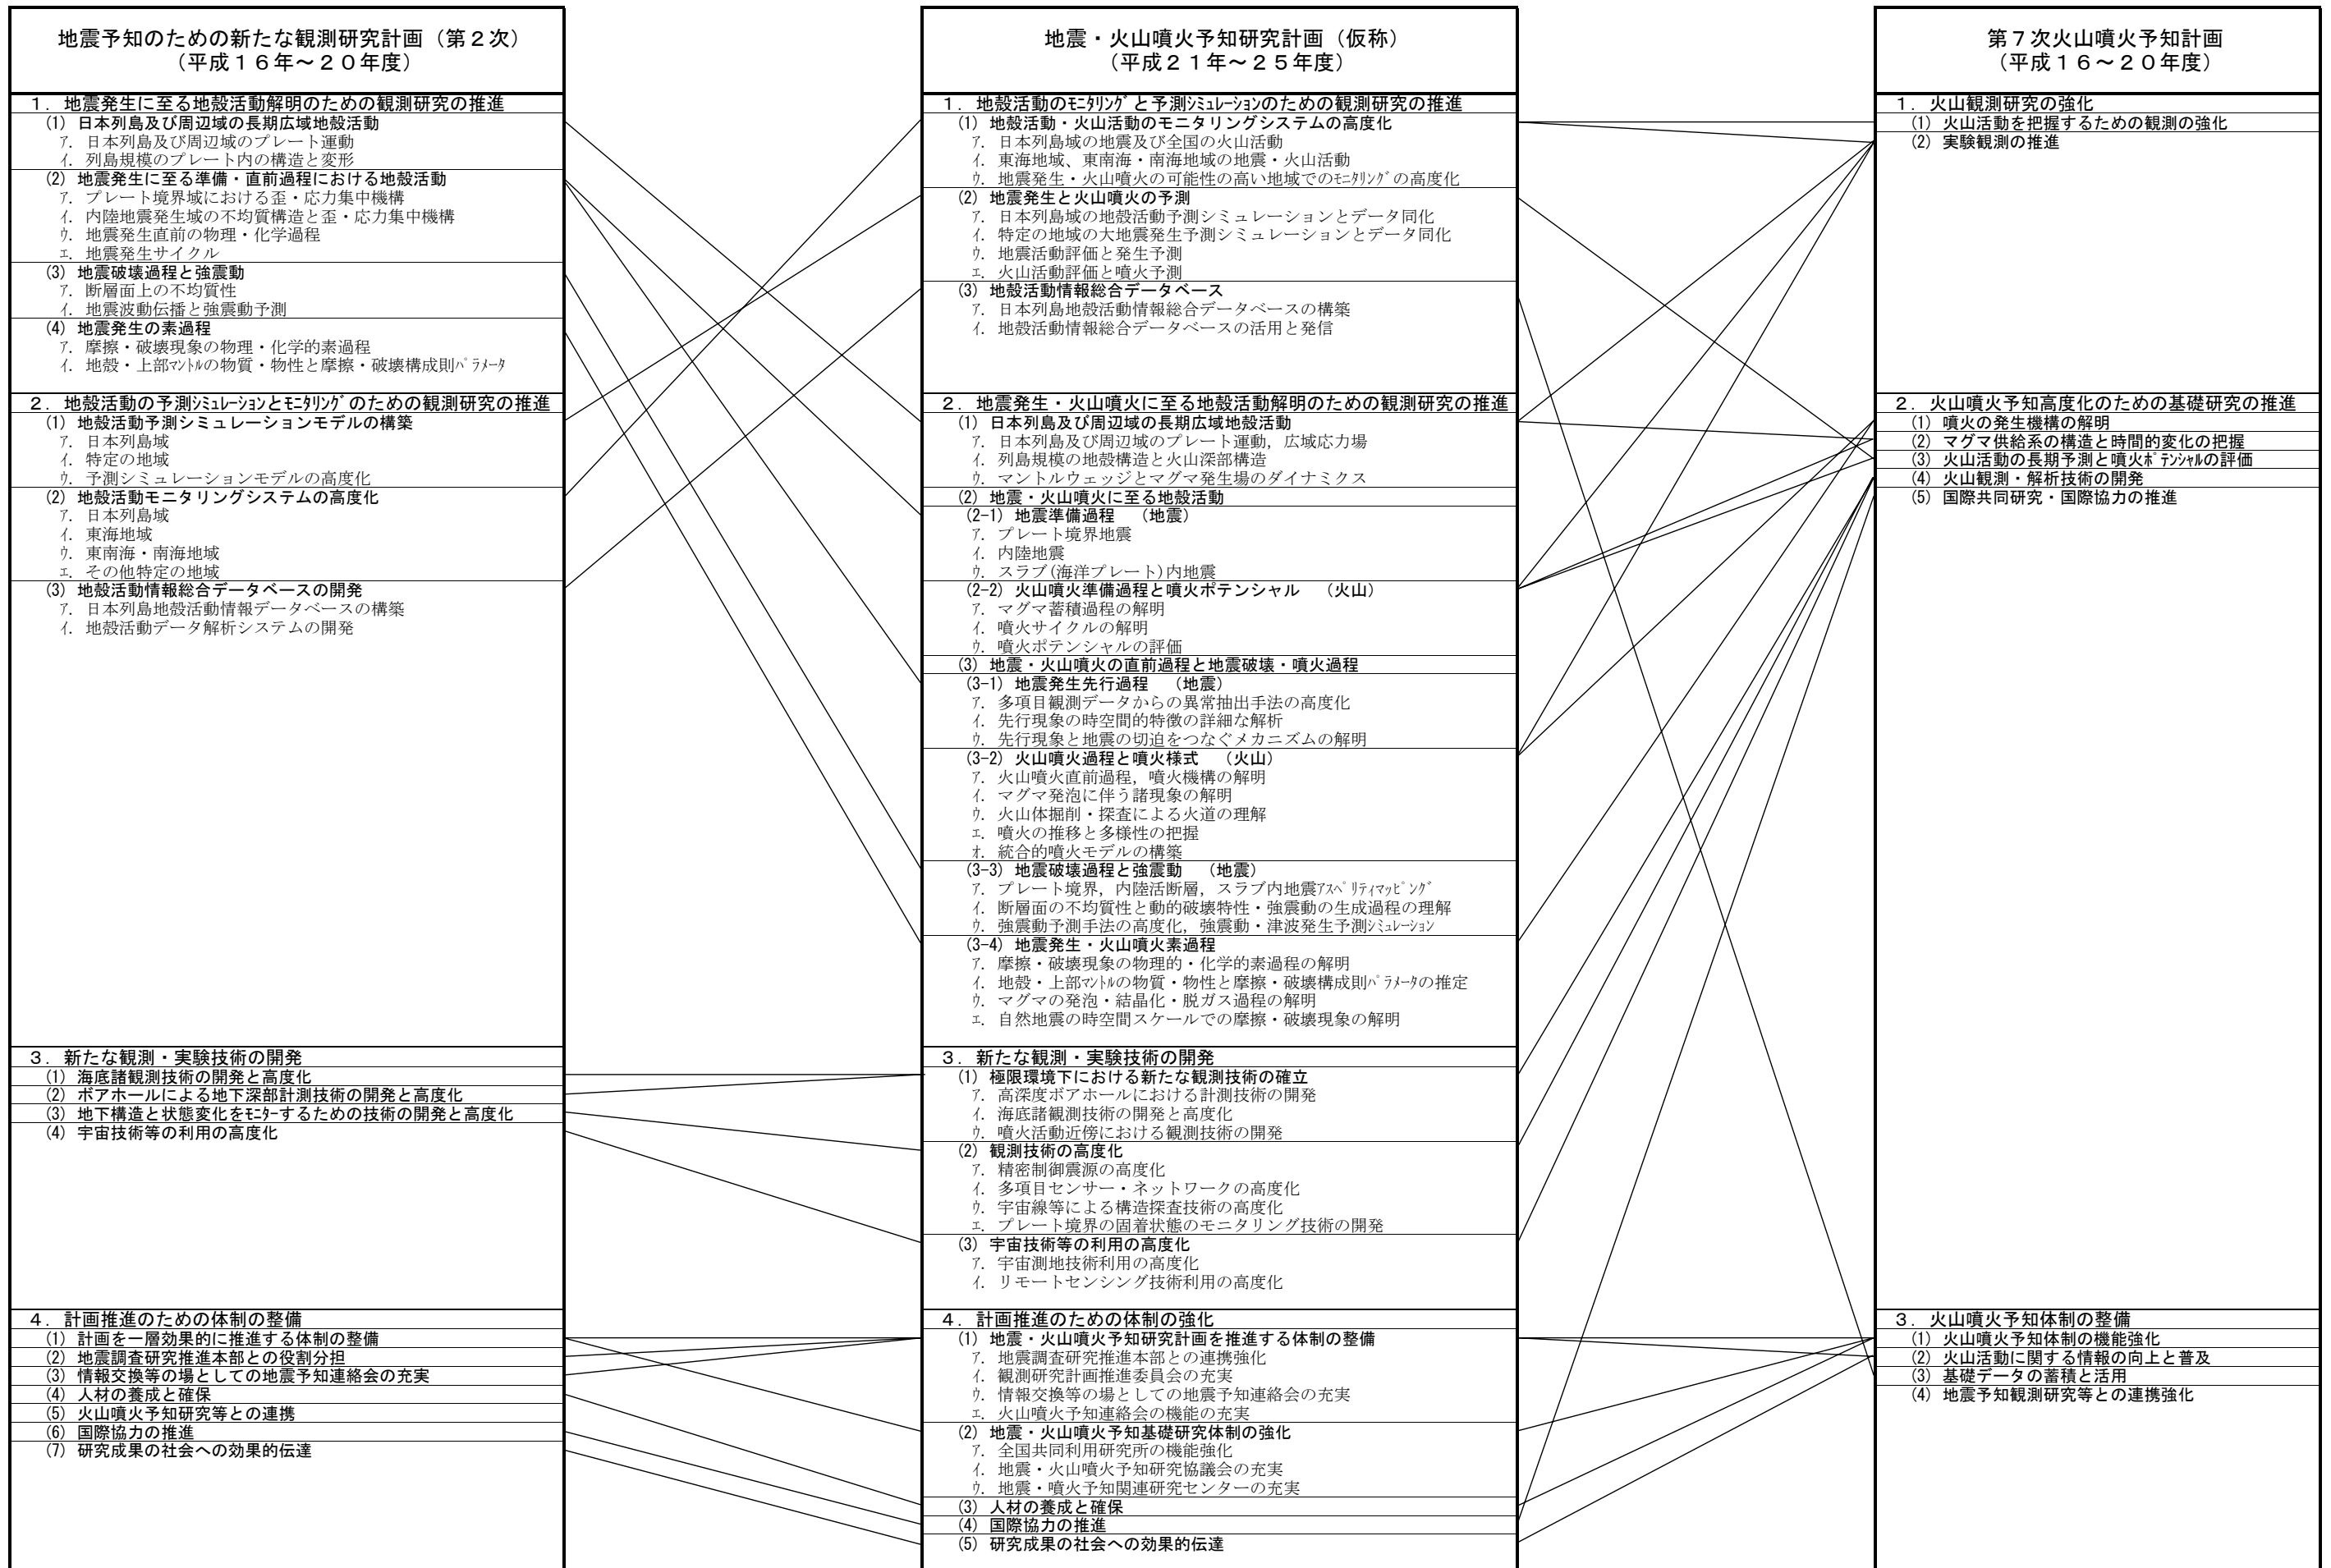 地震予知のための新たな観測研究計画（第２次）
（平成１６年～２０年度）
１．地震発生に至る地殻活動解明のための観測研究の推進
(1) 日本列島及び周辺域の長期広域地殻活動
ｱ. 日本列島及び周辺域のプレート運動
ｲ. 列島規模のプレート内の構造と変形
(2) 地震発生に至る準備・直前過程における地殻活動
ｱ. プレート境界域における歪・応力集中機構
ｲ. 内陸地震発生域の不均質構造と歪・応力集中機構
ｳ. 地震発生直前の物理・化学過程
ｴ. 地震発生サイクル
(3) 地震破壊過程と強震動
ｱ. 断層面上の不均質性
ｲ. 地震波動伝播と強震動予測
(4) 地震発生の素過程
ｱ. 摩擦・破壊現象の物理・化学的素過程
ｲ. 地殻・上部ﾏﾝﾄﾙの物質・物性と摩擦・破壊構成則ﾊﾟﾗﾒｰﾀ
２．地殻活動の予測ｼﾐｭﾚｰｼｮﾝとﾓﾆﾀﾘﾝｸﾞのための観測研究の推進
(1) 地殻活動予測シミュレーションモデルの構築
ｱ. 日本列島域
ｲ. 特定の地域
ｳ. 予測シミュレーションモデルの高度化
(2) 地殻活動モニタリングシステムの高度化
ｱ. 日本列島域
ｲ. 東海地域
ｳ. 東南海・南海地域
ｴ. その他特定の地域
(3) 地殻活動情報総合データベースの開発
ｱ. 日本列島地殻活動情報データベースの構築
ｲ. 地殻活動データ解析システムの開発
３．新たな観測・実験技術の開発
(1) 海底諸観測技術の開発と高度化
(2) ボアホールによる地下深部計測技術の開発と高度化
(3) 地下構造と状態変化をﾓﾆﾀｰするための技術の開発と高度化
(4) 宇宙技術等の利用の高度化
４．計画推進のための体制の整備
(1) 計画を一層効果的に推進する体制の整備
(2) 地震調査研究推進本部との役割分担
(3) 情報交換等の場としての地震予知連絡会の充実
(4) 人材の養成と確保
(5) 火山噴火予知研究等との連携
(6) 国際協力の推進
(7) 研究成果の社会への効果的伝達
地震・火山噴火予知研究計画（仮称）
（平成２１年～２５年度）
１．地殻活動のﾓﾆﾀﾘﾝｸﾞと予測ｼﾐｭﾚｰｼｮﾝのための観測研究の推進
(1) 地殻活動・火山活動のモニタリングシステムの高度化
ｱ. 日本列島域の地震及び全国の火山活動
ｲ. 東海地域、東南海・南海地域の地震・火山活動
ｳ. 地震発生・火山噴火の可能性の高い地域でのﾓﾆﾀﾘﾝｸﾞの高度化
(2) 地震発生と火山噴火の予測
ｱ. 日本列島域の地殻活動予測シミュレーションとデータ同化
ｲ. 特定の地域の大地震発生予測シミュレーションとデータ同化
ｳ. 地震活動評価と発生予測
ｴ. 火山活動評価と噴火予測
(3) 地殻活動情報総合データベース
ｱ. 日本列島地殻活動情報総合データベースの構築
ｲ. 地殻活動情報総合データベースの活用と発信
２．地震発生・火山噴火に至る地殻活動解明のための観測研究の推進
(1) 日本列島及び周辺域の長期広域地殻活動
ｱ. 日本列島及び周辺域のプレート運動，広域応力場
ｲ. 列島規模の地殻構造と火山深部構造
ｳ. マントルウェッジとマグマ発生場のダイナミクス
(2) 地震・火山噴火に至る地殻活動
(2-1) 地震準備過程　（地震）
ｱ. プレート境界地震
ｲ. 内陸地震
ｳ. スラブ(海洋プレート)内地震
(2-2) 火山噴火準備過程と噴火ポテンシャル　（火山）
ｱ. マグマ蓄積過程の解明
ｲ. 噴火サイクルの解明
ｳ. 噴火ポテンシャルの評価
(3) 地震・火山噴火の直前過程と地震破壊・噴火過程
(3-1) 地震発生先行過程　（地震）
ｱ. 多項目観測データからの異常抽出手法の高度化
ｲ. 先行現象の時空間的特徴の詳細な解析
ｳ. 先行現象と地震の切迫をつなぐメカニズムの解明
(3-2) 火山噴火過程と噴火様式　（火山）
ｱ. 火山噴火直前過程，噴火機構の解明
ｲ. マグマ発泡に伴う諸現象の解明
ｳ. 火山体掘削・探査による火道の理解
ｴ. 噴火の推移と多様性の把握
ｵ. 統合的噴火モデルの構築
(3-3) 地震破壊過程と強震動　（地震）
ｱ. プレート境界，内陸活断層，スラブ内地震ｱｽﾍﾟﾘﾃｨﾏｯﾋﾟﾝｸﾞ
ｲ. 断層面の不均質性と動的破壊特性・強震動の生成過程の理解
ｳ. 強震動予測手法の高度化，強震動・津波発生予測ｼﾐｭﾚｰｼｮﾝ
(3-4) 地震発生・火山噴火素過程
ｱ. 摩擦・破壊現象の物理的・化学的素過程の解明
ｲ. 地殻・上部ﾏﾝﾄﾙの物質・物性と摩擦・破壊構成則ﾊﾟﾗﾒｰﾀの推定
ｳ. マグマの発泡・結晶化・脱ガス過程の解明
ｴ. 自然地震の時空間スケールでの摩擦・破壊現象の解明
３．新たな観測・実験技術の開発
(1) 極限環境下における新たな観測技術の確立
ｱ. 高深度ボアホールにおける計測技術の開発
ｲ. 海底諸観測技術の開発と高度化
ｳ. 噴火活動近傍における観測技術の開発
(2) 観測技術の高度化
ｱ. 精密制御震源の高度化
ｲ. 多項目センサー・ネットワークの高度化
ｳ. 宇宙線等による構造探査技術の高度化
ｴ. プレート境界の固着状態のモニタリング技術の開発
(3) 宇宙技術等の利用の高度化
ｱ. 宇宙測地技術利用の高度化
ｲ. リモートセンシング技術利用の高度化
４．計画推進のための体制の強化
(1) 地震・火山噴火予知研究計画を推進する体制の整備
ｱ. 地震調査研究推進本部との連携強化
ｲ. 観測研究計画推進委員会の充実
ｳ. 情報交換等の場としての地震予知連絡会の充実
ｴ. 火山噴火予知連絡会の機能の充実
(2) 地震・火山噴火予知基礎研究体制の強化
ｱ. 全国共同利用研究所の機能強化
ｲ. 地震・火山噴火予知研究協議会の充実
ｳ. 地震・噴火予知関連研究センターの充実
(3) 人材の養成と確保
(4) 国際協力の推進
(5) 研究成果の社会への効果的伝達
第７次火山噴火予知計画
（平成１６～２０年度）
１．火山観測研究の強化
(1) 火山活動を把握するための観測の強化
(2) 実験観測の推進
２．火山噴火予知高度化のための基礎研究の推進
(1) 噴火の発生機構の解明
(2) マグマ供給系の構造と時間的変化の把握
(3) 火山活動の長期予測と噴火ﾎﾟﾃﾝｼｬﾙの評価
(4) 火山観測・解析技術の開発
(5) 国際共同研究・国際協力の推進
３．火山噴火予知体制の整備
(1) 火山噴火予知体制の機能強化
(2) 火山活動に関する情報の向上と普及
(3) 基礎データの蓄積と活用
(4) 地震予知観測研究等との連携強化